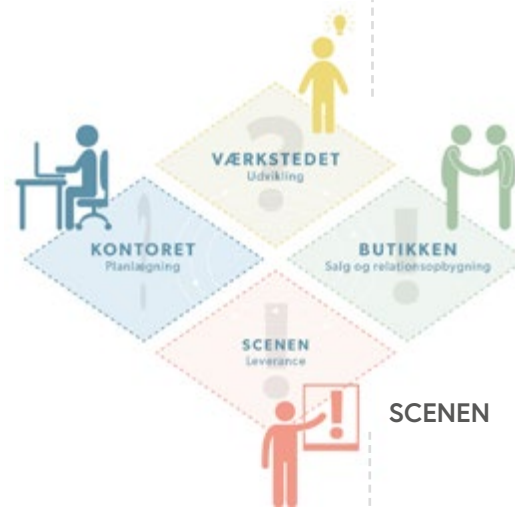 VÆRKSTEDET
Udvikling
KONTORET
Planlægning
BUTIKKEN
Salg og relationsopbygning
SCENEN
Leverance
SCENEN